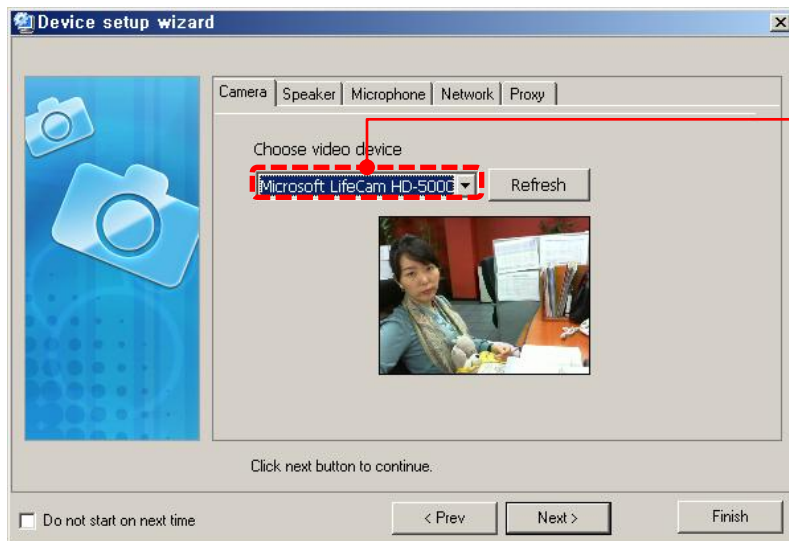 Device setup wizard
Camera Speaker Microphone Network Proxy
Choose video device
Microsoft LifeCam HD-5000 Refresh
Click next button to continue.
Do not start on next time < Prev Next > Finish